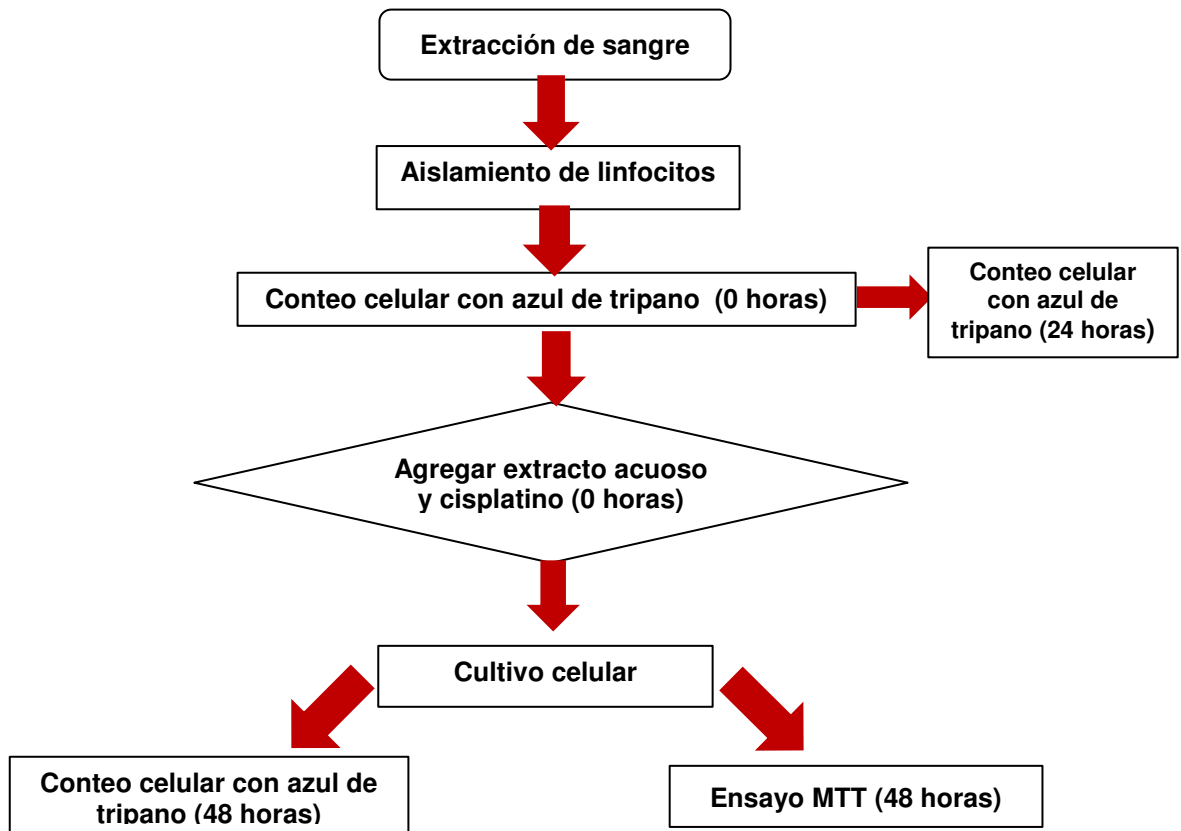 Extracción de sangre
Aislamiento de linfocitos
Conteo celular con azul de tripano (0 horas)
Conteo celular
con azul de
tripano (24 horas)
Agregar extracto acuoso
y cisplatino (0 horas)
Cultivo celular
Conteo celular con azul de
tripano (48 horas)
Ensayo MTT (48 horas)